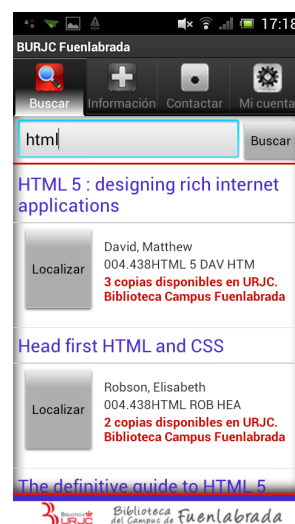 17:18
BURJC Fuenlabrada
Buscar
Información
Contactar
Mi cuenta
html
Buscar
HTML 5 : designing rich internet
applications
Localizar
David, Matthew
004.438HTML 5 DAV HTM
3 copias disponibles en URJC.
Biblioteca Campus Fuenlabrada
Head first HTML and CSS
Localizar
Robson, Elisabeth
004.438HTML ROB HEA
2 copias disponibles en URJC.
Biblioteca Campus Fuenlabrada
The definitive guide to HTML 5
Biblioteca
URJC
Biblioteca
del Campus de Fuenlabrada